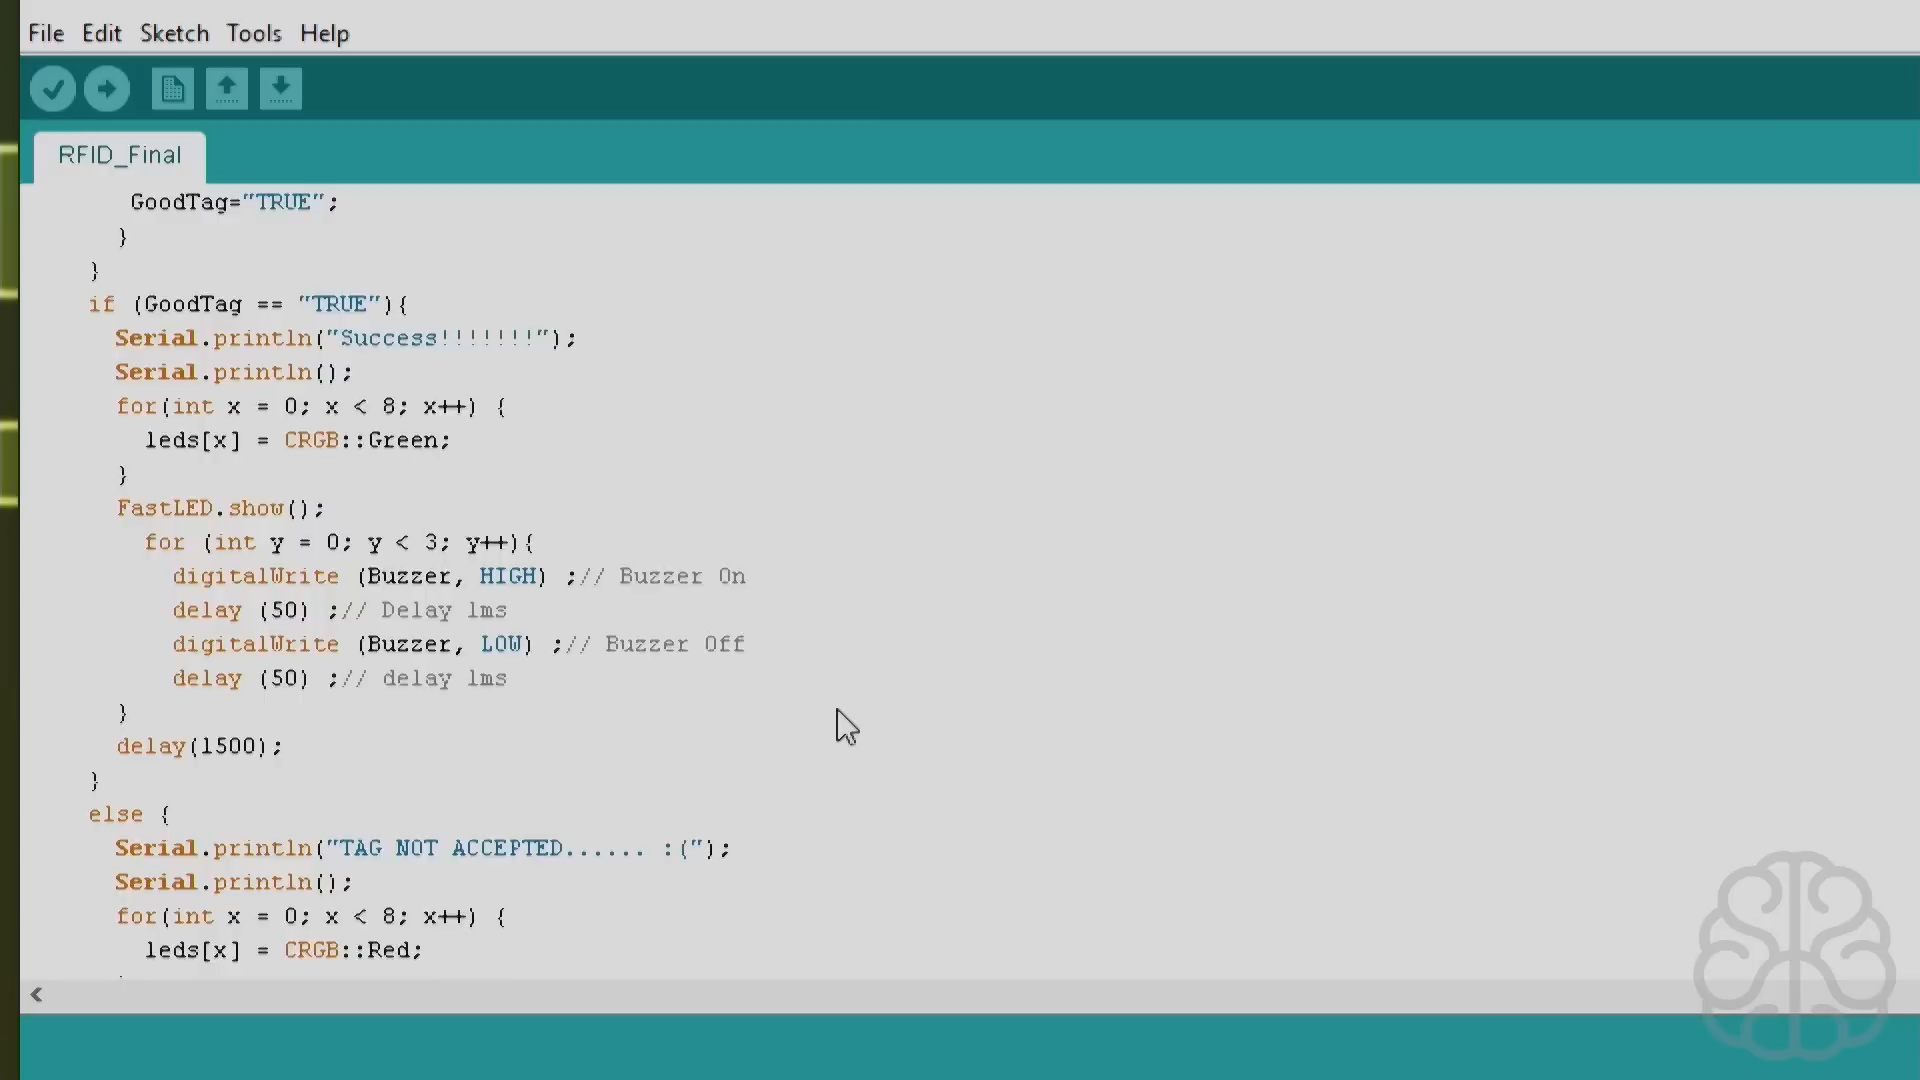 File Edit Sketch Tools Help
RFID_Final
GoodTag="TRUE";
}
}
if (GoodTag == "TRUE"){
Serial.println("Success!!!!!!!");
Serial.println();
for(int x = 0; x < 8; x++) {
leds[x] = CRGB::Green;
}
FastLED.show();
for (int y = 0; y < 3; y++){
digitalWrite (Buzzer, HIGH) ;// Buzzer On
delay (50) ;// Delay 1ms
digitalWrite (Buzzer, LOW) ;// Buzzer Off
delay (50) ;// delay 1ms
}
delay(1500);
}
else {
Serial.println("TAG NOT ACCEPTED...... :(");
Serial.println();
for(int x = 0; x < 8; x++) {
leds[x] = CRGB::Red;